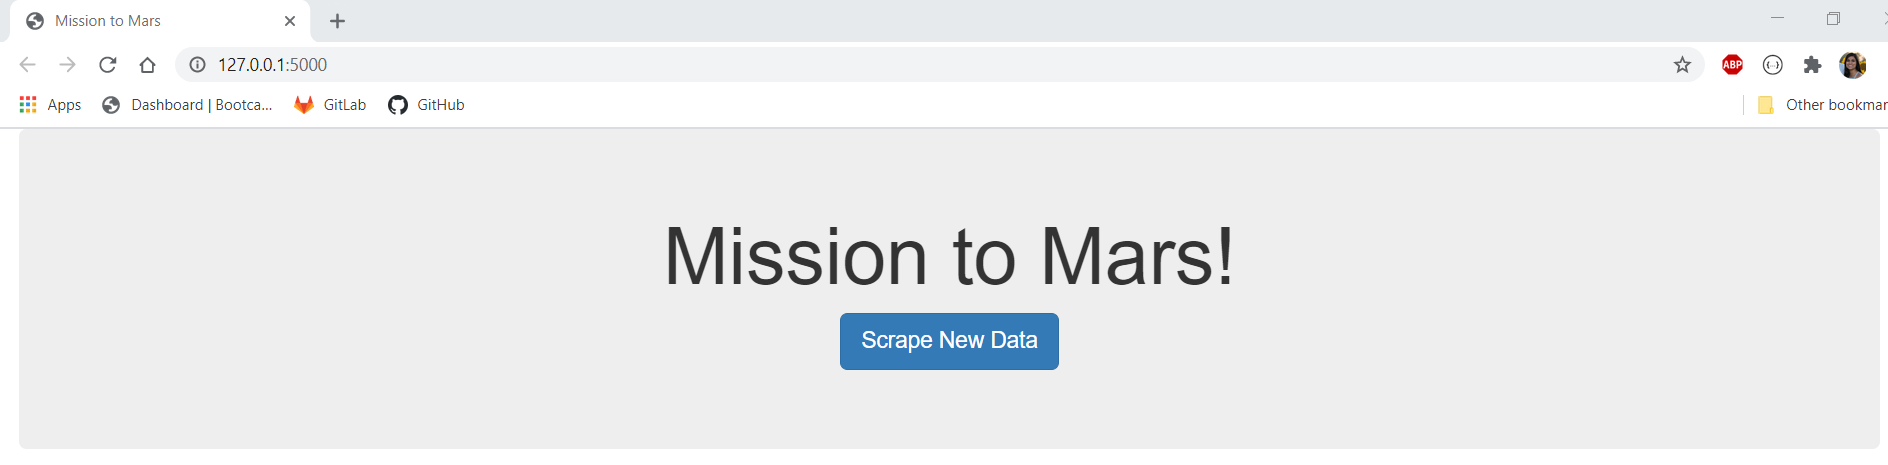 Mission to Mars
127.0.0.1:5000
ABP
Apps
Dashboard | Bootca...
GitLab
GitHub
Other bookmar
Mission to Mars!
Scrape New Data